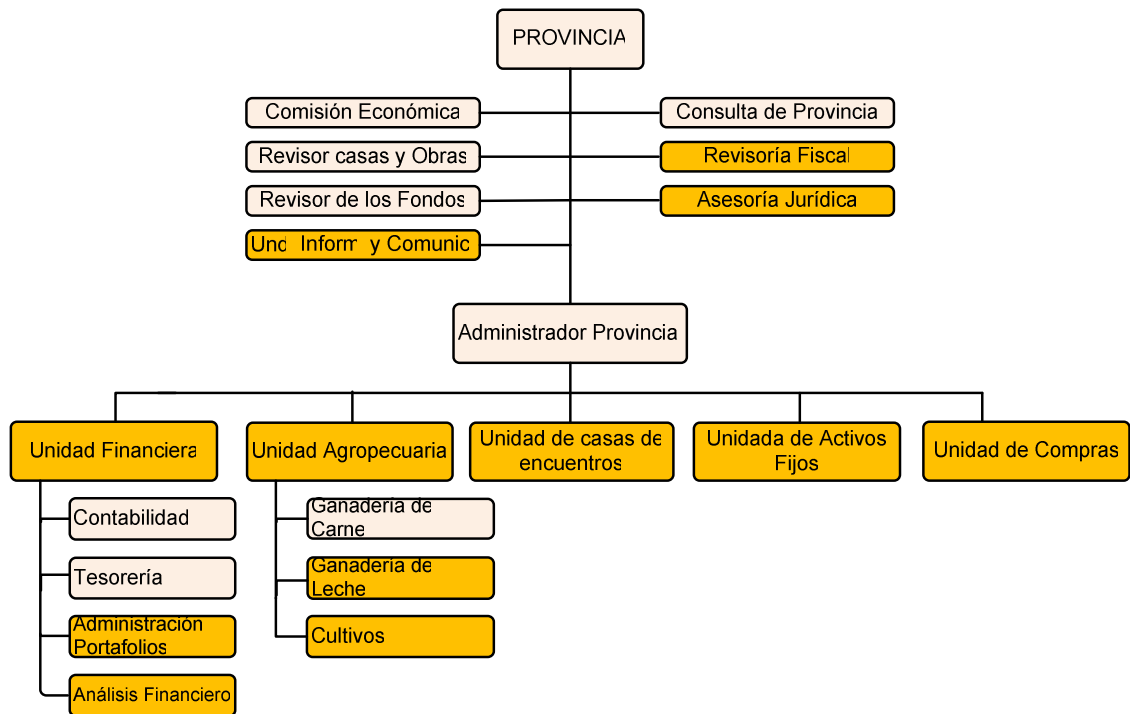 PROVINCIA
Comisión Económica
Consulta de Provincia
Revisor casas y Obras
Revisoría Fiscal
Revisor de los Fondos
Asesoría Jurídica
Und Inform y Comunic
Administrador Provincia
Unidad Financiera
Unidad Agropecuaria
Unidad de casas de
encuentros
Unidada de Activos
Fijos
Unidad de Compras
Contabilidad
Tesorería
Administración
Portafolios
Análisis Financiero
Ganadería de
Carne
Ganadería de
Leche
Cultivos